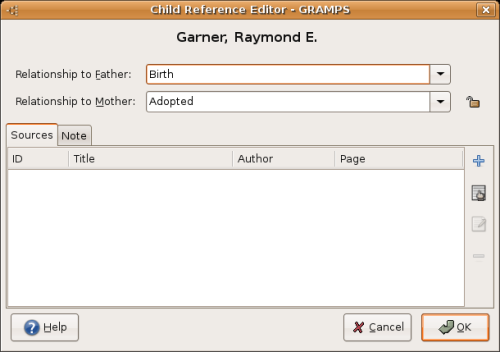 Child Reference Editor - GRAMPS
Garner, Raymond E.
Relationship to Father: Birth
Relationship to Mother: Adopted
Sources Note
ID Title Author Page
Help Cancel OK